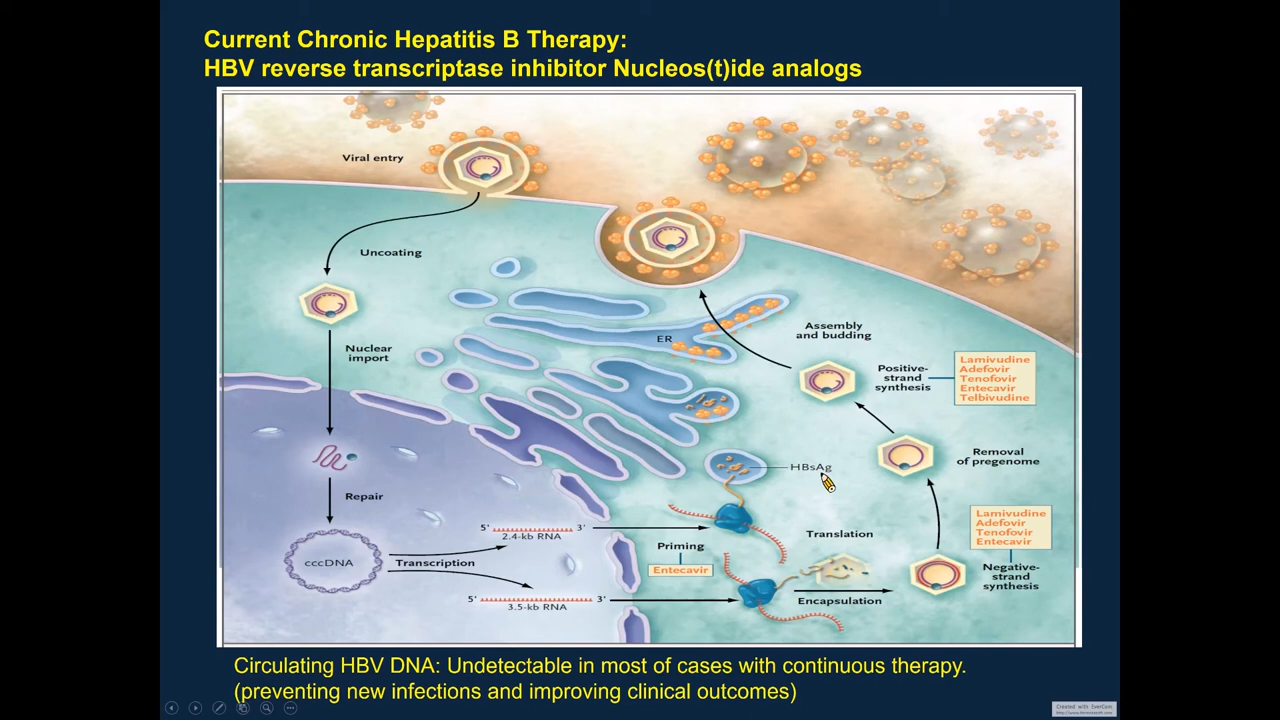 Current Chronic Hepatitis B Therapy:
HBV reverse transcriptase inhibitor Nucleos(t)ide analogs
Viral entry
Uncoating
Nuclear
import
ER
Assembly
and budding
Positive-
strand
synthesis
Lamivudine
Adefovir
Tenofovir
Entecavir
Telbivudine
Removal
of pregenome
HBsAg
Repair
cccDNA
Transcription
5' 3'
2.4-kb RNA
5' 3'
3.5-kb RNA
Priming
Entecavir
Translation
Encapsulation
Lamivudine
Adefovir
Tenofovir
Entecavir
Negative-
strand
synthesis
Circulating HBV DNA: Undetectable in most of cases with continuous therapy.
(preventing new infections and improving clinical outcomes)
Created with EverCam